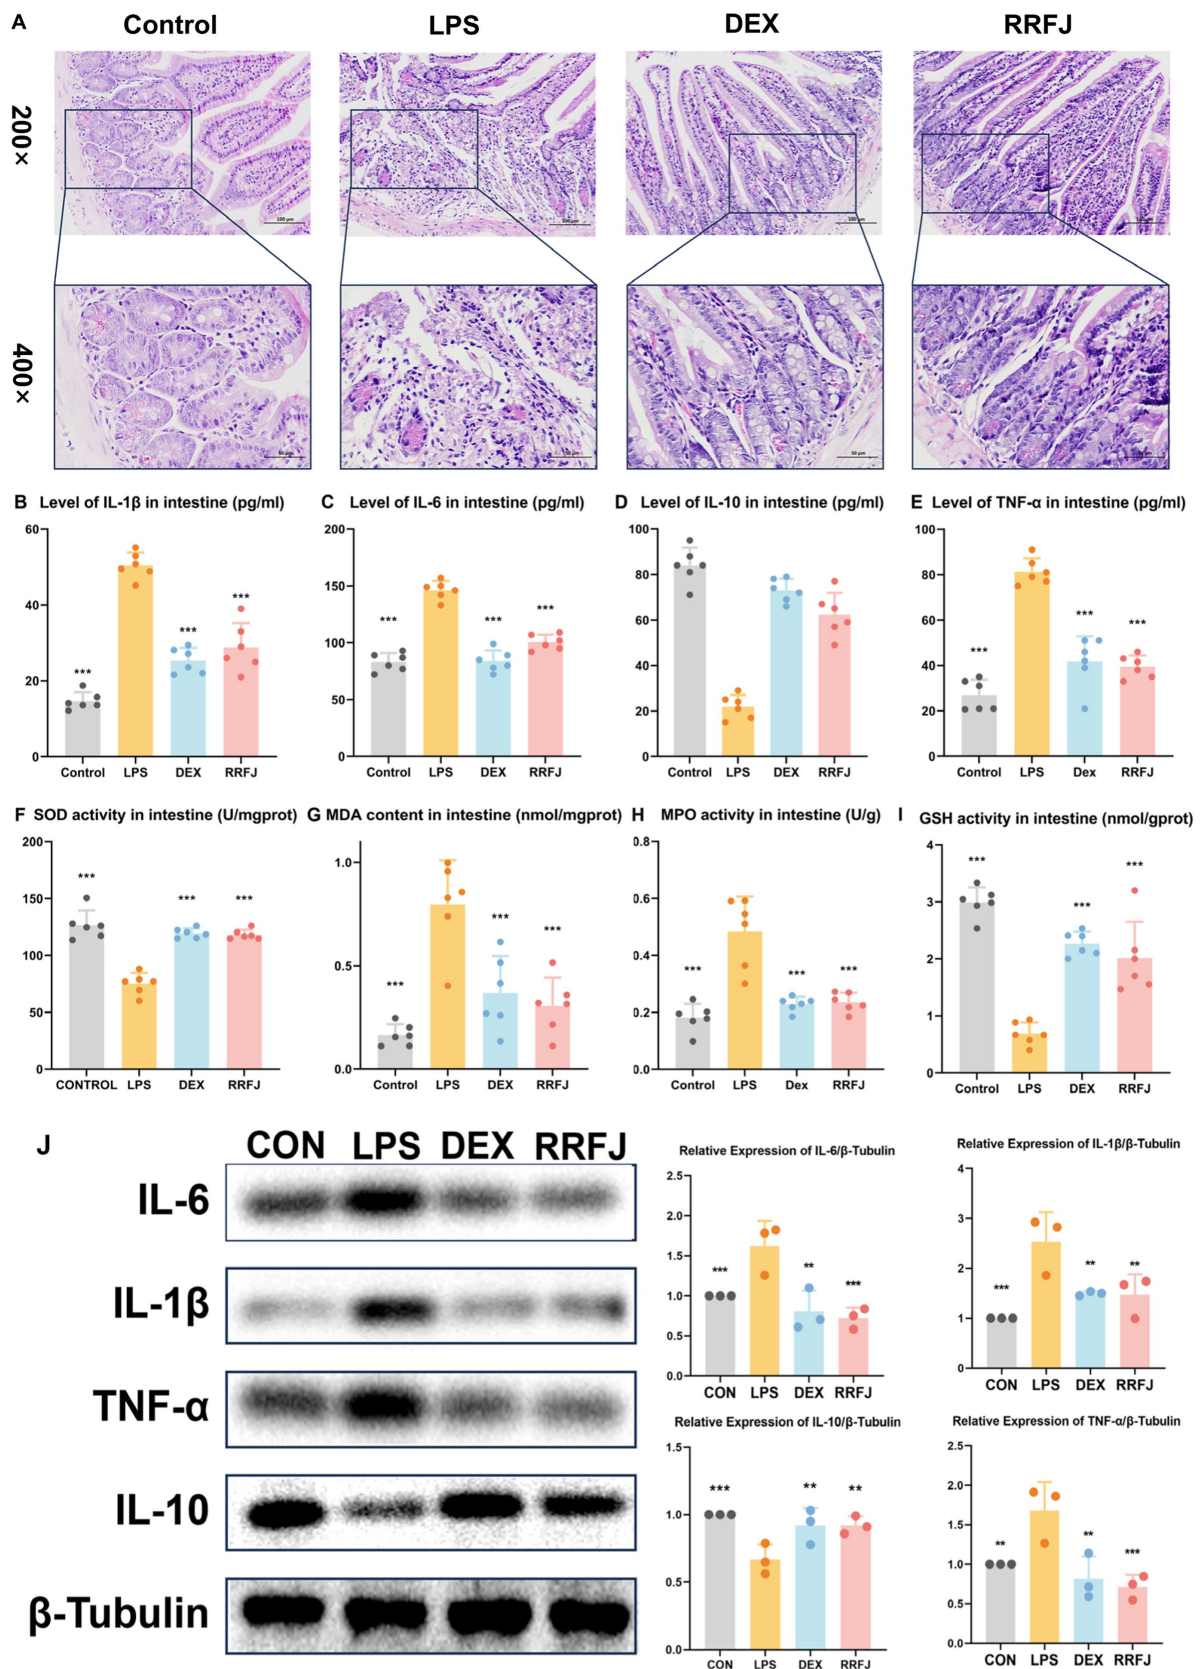 A
Control
LPS
DEX
RRFJ
200×
100 μm
100 μm
100 μm
400×
50 μm
50 μm
B Level of IL-1β in intestine (pg/ml)
60
40
20
0
***
***
***
Control
LPS
DEX
RRFJ
C Level of IL-6 in intestine (pg/ml)
200
150
100
50
0
***
***
***
Control
LPS
DEX
RRFJ
D Level of IL-10 in intestine (pg/ml)
100
80
60
40
20
0
Control
LPS
DEX
RRFJ
E Level of TNF-α in intestine (pg/ml)
100
80
60
40
20
0
***
***
***
Control
LPS
Dex
RRFJ
F SOD activity in intestine (U/mgprot)
200
150
100
50
0
***
***
***
CONTROL
LPS
DEX
RRFJ
G MDA content in intestine (nmol/mgprot)
1.0
0.5
0.0
***
***
***
Control
LPS
DEX
RRFJ
H MPO activity in intestine (U/g)
0.8
0.6
0.4
0.2
0.0
***
***
***
Control
LPS
Dex
RRFJ
I GSH activity in intestine (nmol/gprot)
4
3
2
1
0
***
***
***
Control
LPS
DEX
RRFJ
J
CON LPS DEX RRFJ
IL-6
IL-1β
TNF-α
IL-10
β-Tubulin
Relative Expression of IL-6/β-Tubulin
2.5
2.0
1.5
1.0
0.5
0.0
***
**
***
CON
LPS
DEX
RRFJ
Relative Expression of IL-1β/β-Tubulin
4
3
2
1
0
***
**
**
CON
LPS
DEX
RRFJ
Relative Expression of IL-10/β-Tubulin
1.5
1.0
0.5
0.0
***
**
**
CON
LPS
DEX
RRFJ
Relative Expression of TNF-α/β-Tubulin
2.5
2.0
1.5
1.0
0.5
0.0
**
**
***
CON
LPS
DEX
RRFJ